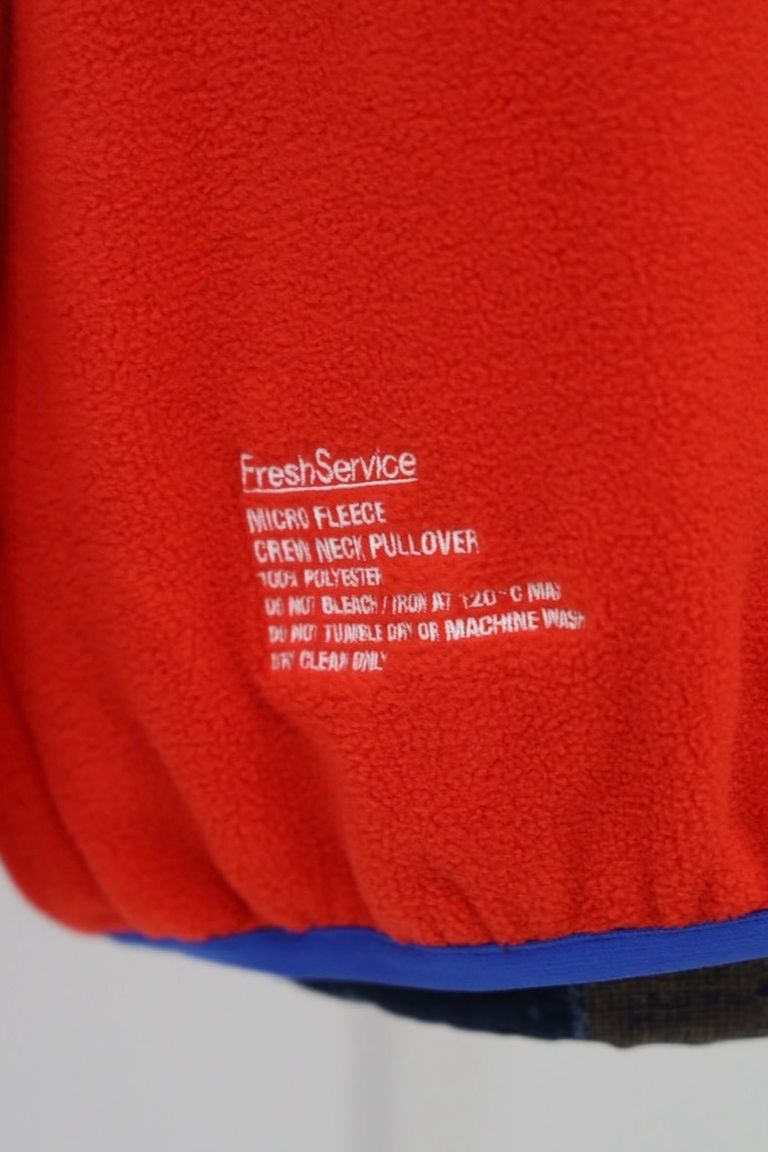 FreshService
MICRO FLEECE
CREW NECK PULLOVER
100% POLYESTER
DO NOT BLEACH / IRON AT 120°C MAX
DO NOT TUMBLE DRY OR MACHINE WASH
DRY CLEAN ONLY